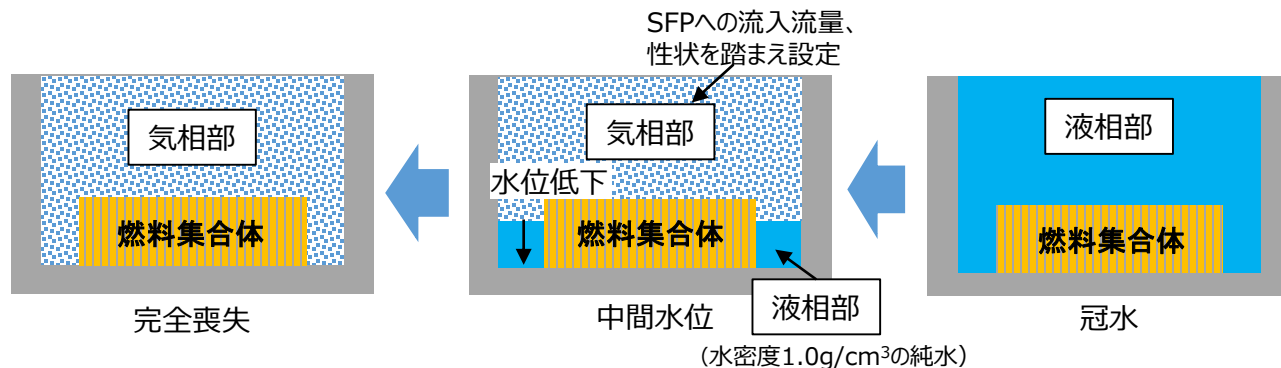 SFPへの流入流量、
性状を踏まえ設定
気相部
燃料集合体
完全喪失
気相部
水位低下
燃料集合体
中間水位
液相部
（水密度1.0g/cm³の純水）
液相部
燃料集合体
冠水